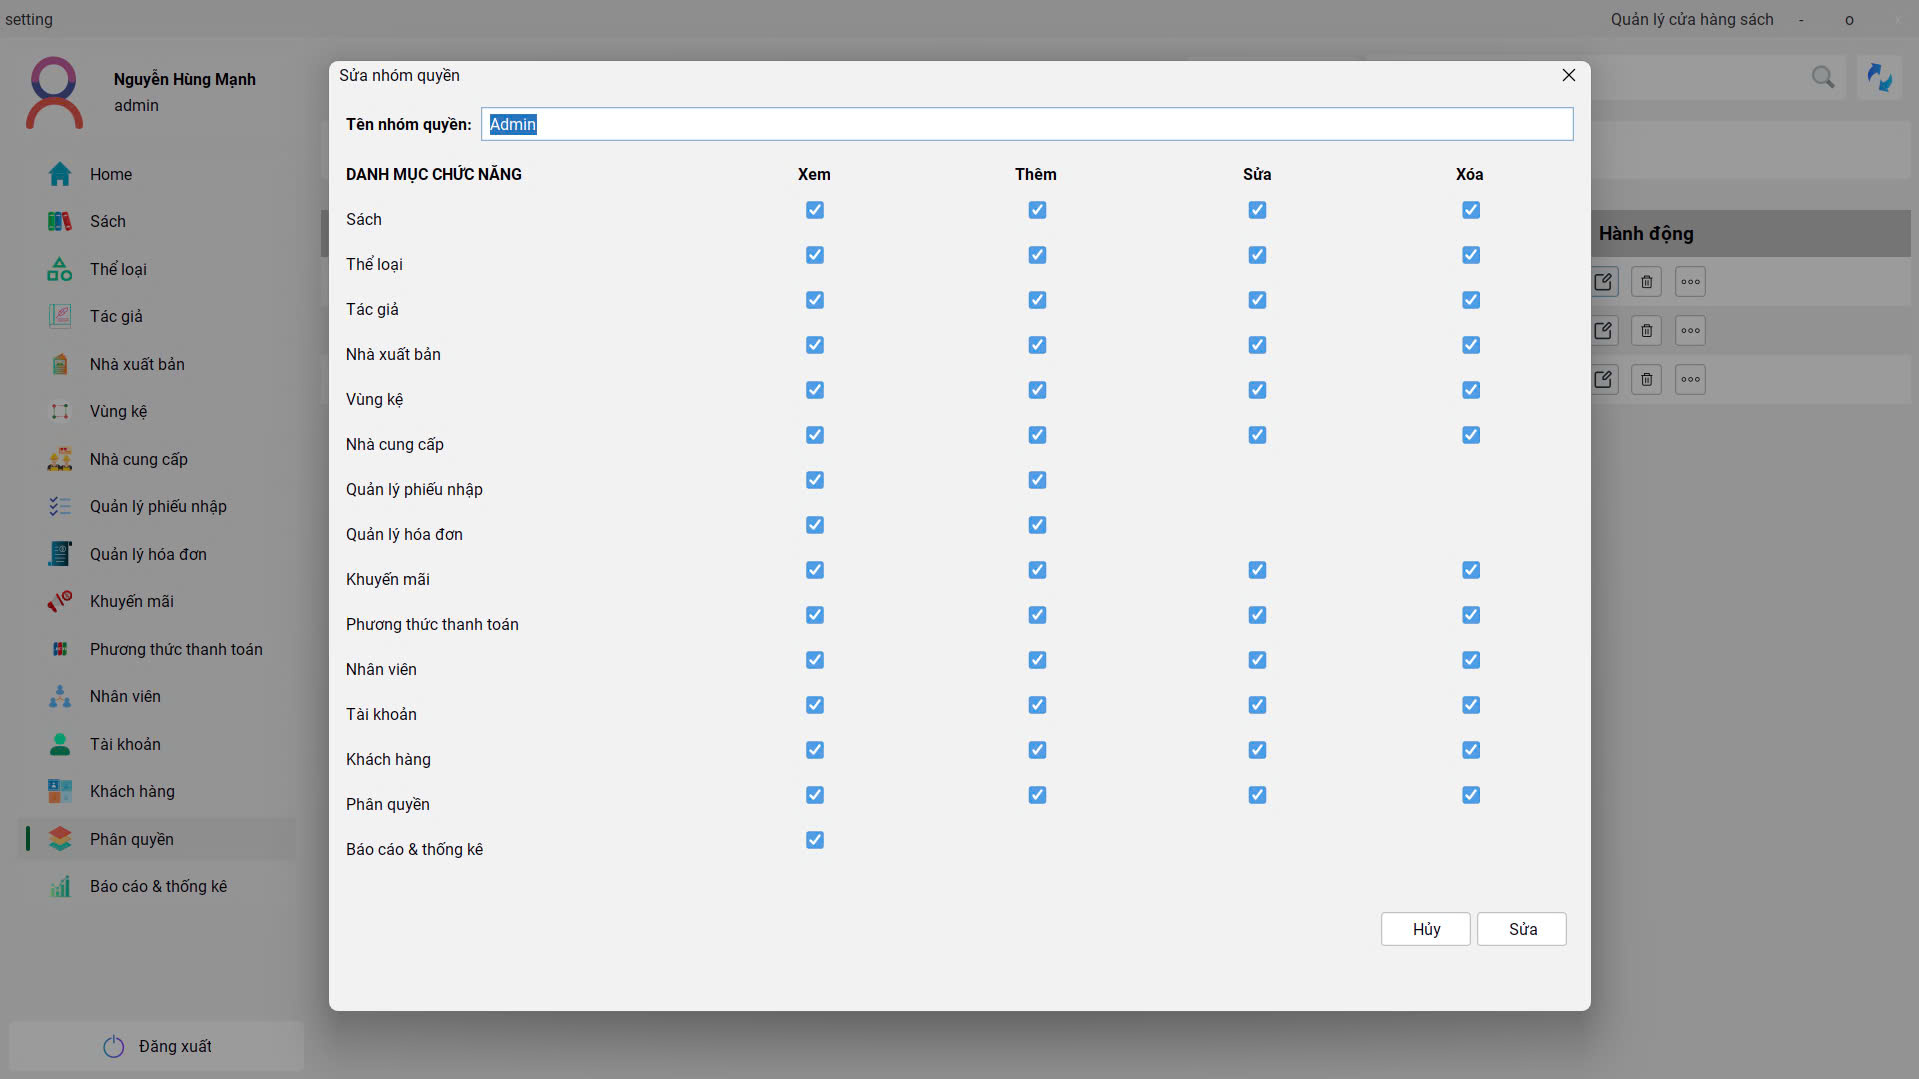 setting
Quản lý cửa hàng sách - o x
Nguyễn Hùng Mạnh
admin
Home
Sách
Thể loại
Tác giả
Nhà xuất bản
Vùng kệ
Nhà cung cấp
Quản lý phiếu nhập
Quản lý hóa đơn
Khuyến mãi
Phương thức thanh toán
Nhân viên
Tài khoản
Khách hàng
Phân quyền
Báo cáo & thống kê
Đăng xuất
Sửa nhóm quyền
Tên nhóm quyền: Admin
DANH MỤC CHỨC NĂNG Xem Thêm Sửa Xóa
Sách
Thể loại
Tác giả
Nhà xuất bản
Vùng kệ
Nhà cung cấp
Quản lý phiếu nhập
Quản lý hóa đơn
Khuyến mãi
Phương thức thanh toán
Nhân viên
Tài khoản
Khách hàng
Phân quyền
Báo cáo & thống kê
Hủy Sửa
Hành động